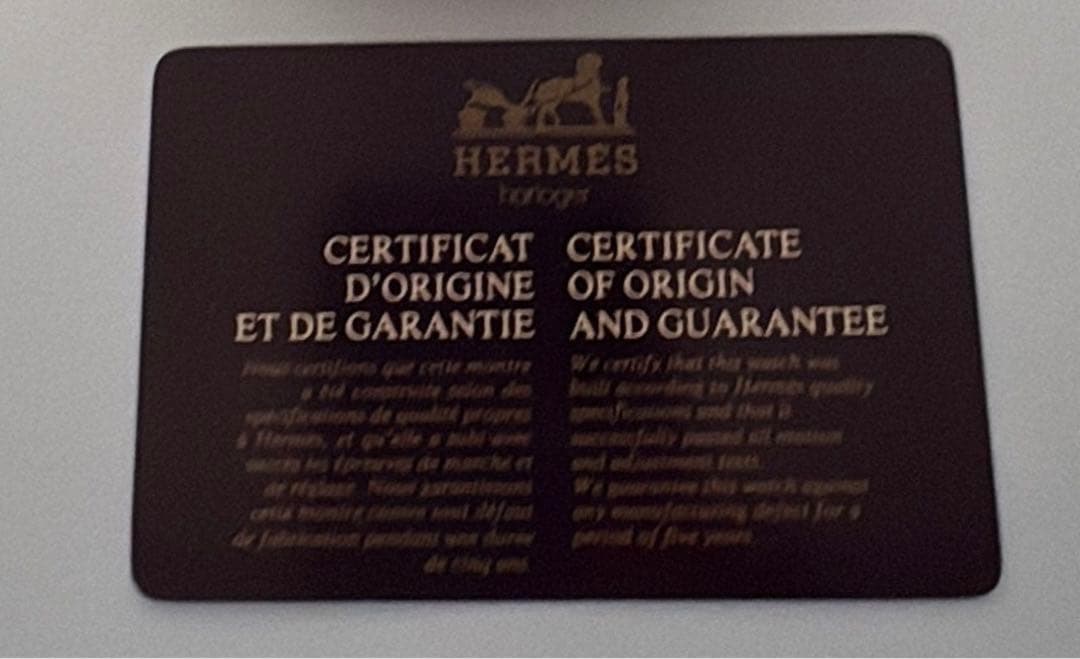 HERMÈS
horloger
CERTIFICAT
D'ORIGINE
ET DE GARANTIE
Nous certifions que cette montre
a été construite selon des
spécifications de qualité propres
à Hermès, et qu'elle a subi avec
succès les épreuves de marche et
de réglage. Nous garantissons
cette montre contre tout défaut
de fabrication pendant une durée
de cinq ans.
CERTIFICATE
OF ORIGIN
AND GUARANTEE
We certify that this watch was
built according to Hermès quality
specifications and that it
successfully passed all motion
and adjustment tests.
We guarantee this watch against
any manufacturing defect for a
period of five years.